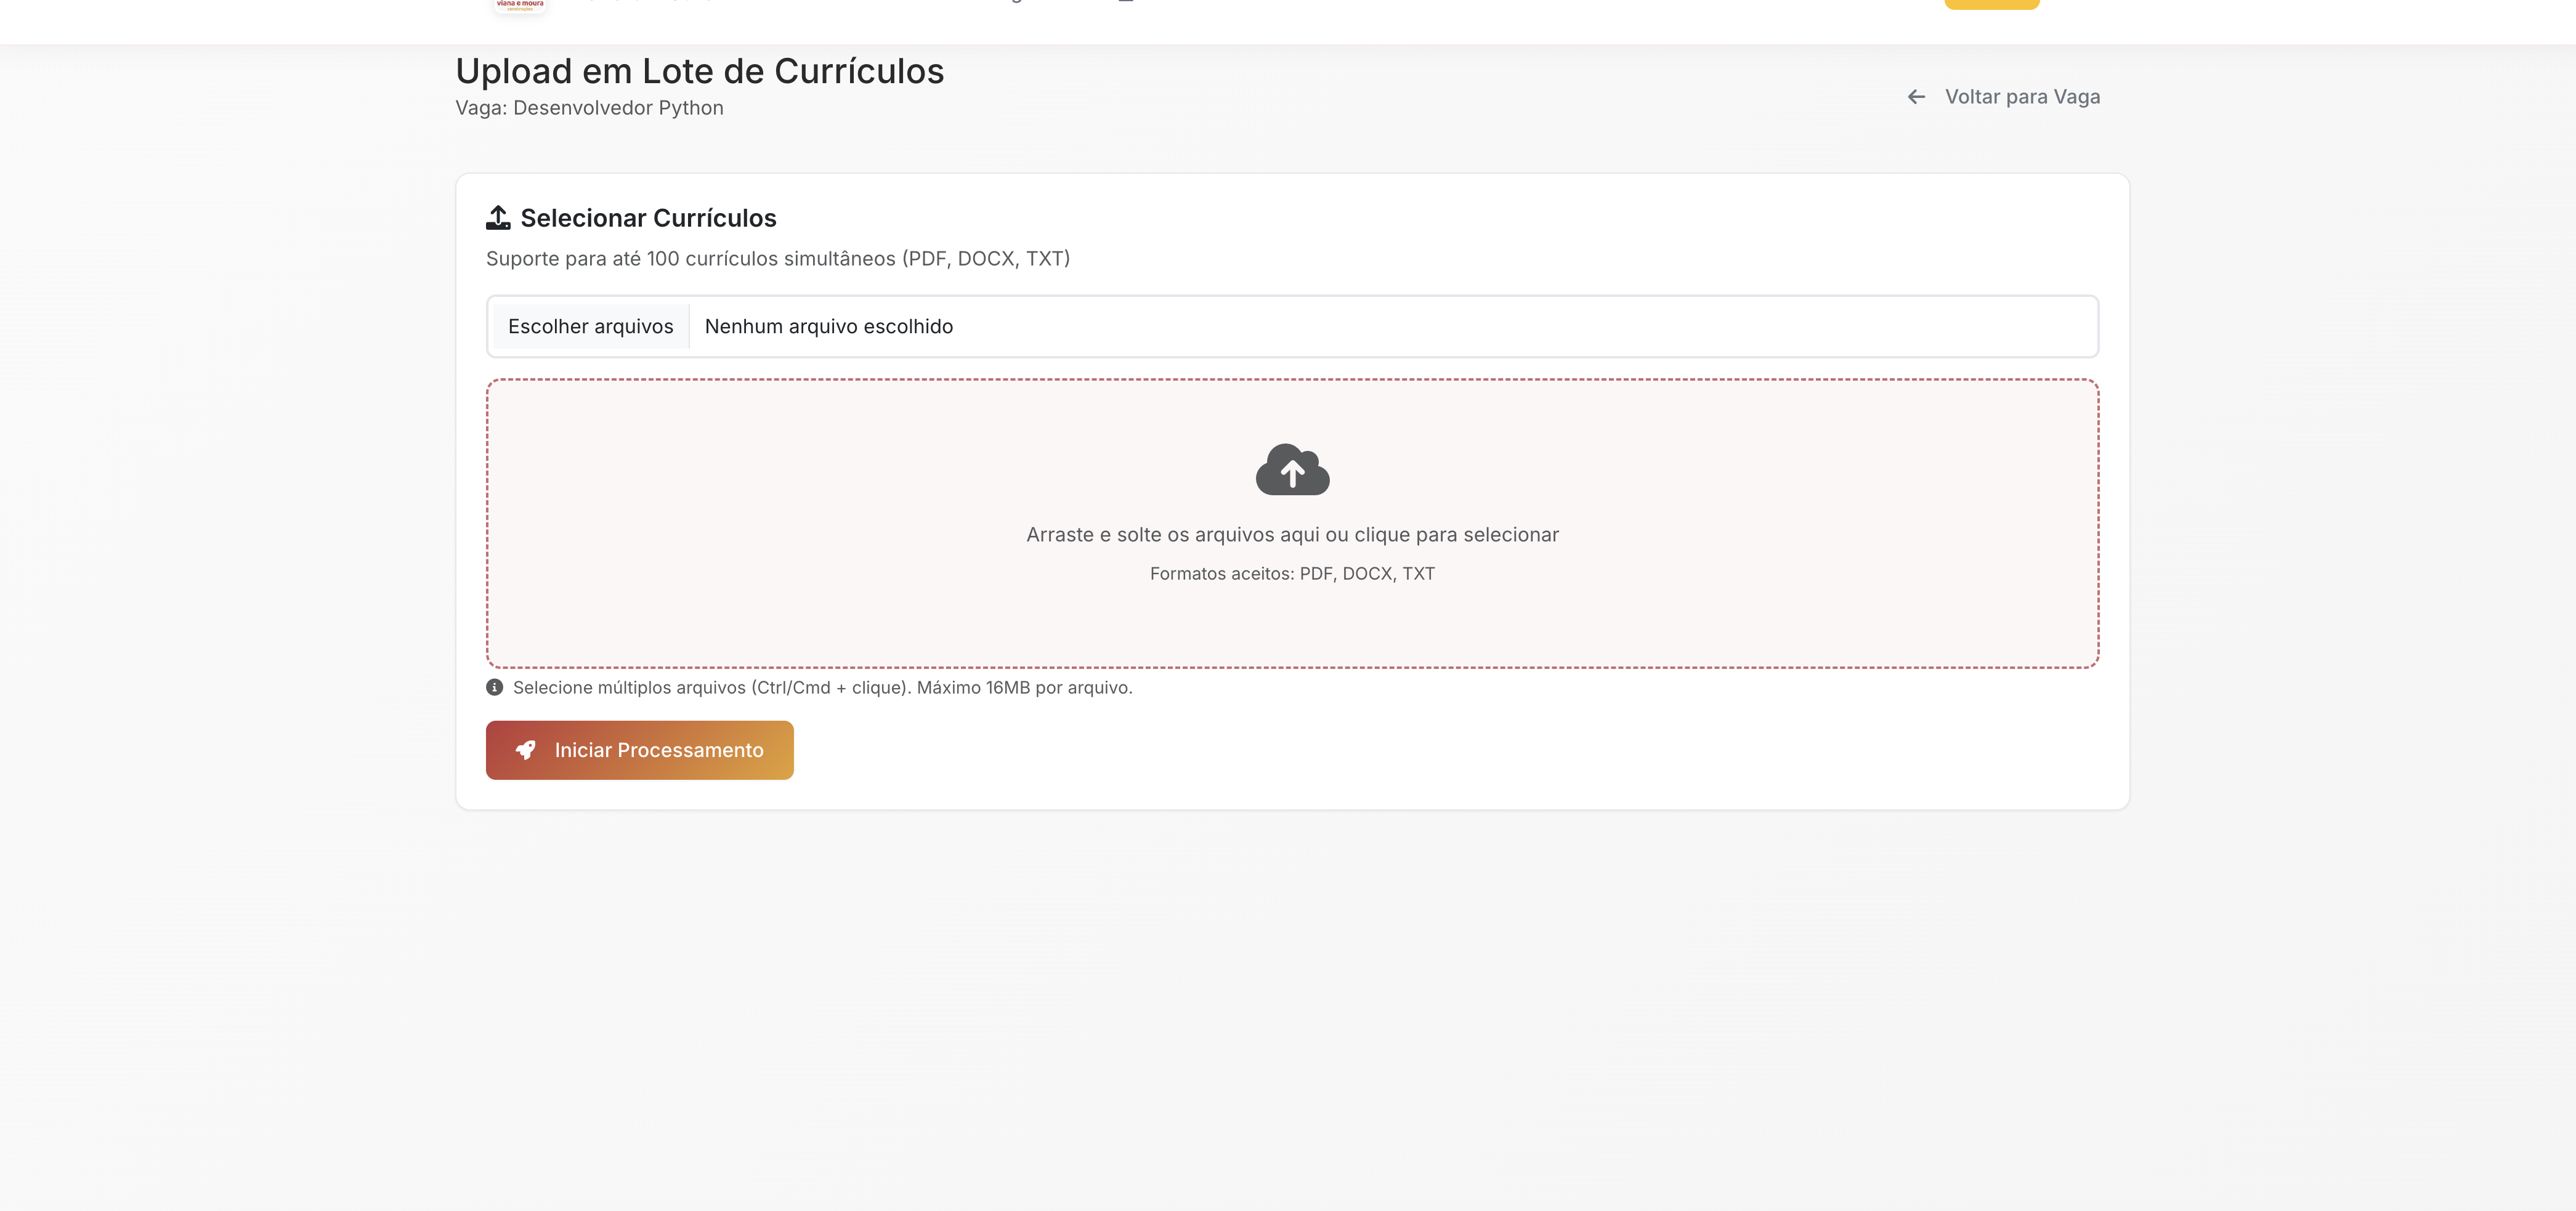 viana e moura
construções
Upload em Lote de Currículos
Vaga: Desenvolvedor Python
Voltar para Vaga
Selecionar Currículos
Suporte para até 100 currículos simultâneos (PDF, DOCX, TXT)
Escolher arquivos Nenhum arquivo escolhido
Arraste e solte os arquivos aqui ou clique para selecionar
Formatos aceitos: PDF, DOCX, TXT
Selecione múltiplos arquivos (Ctrl/Cmd + clique). Máximo 16MB por arquivo.
Iniciar Processamento